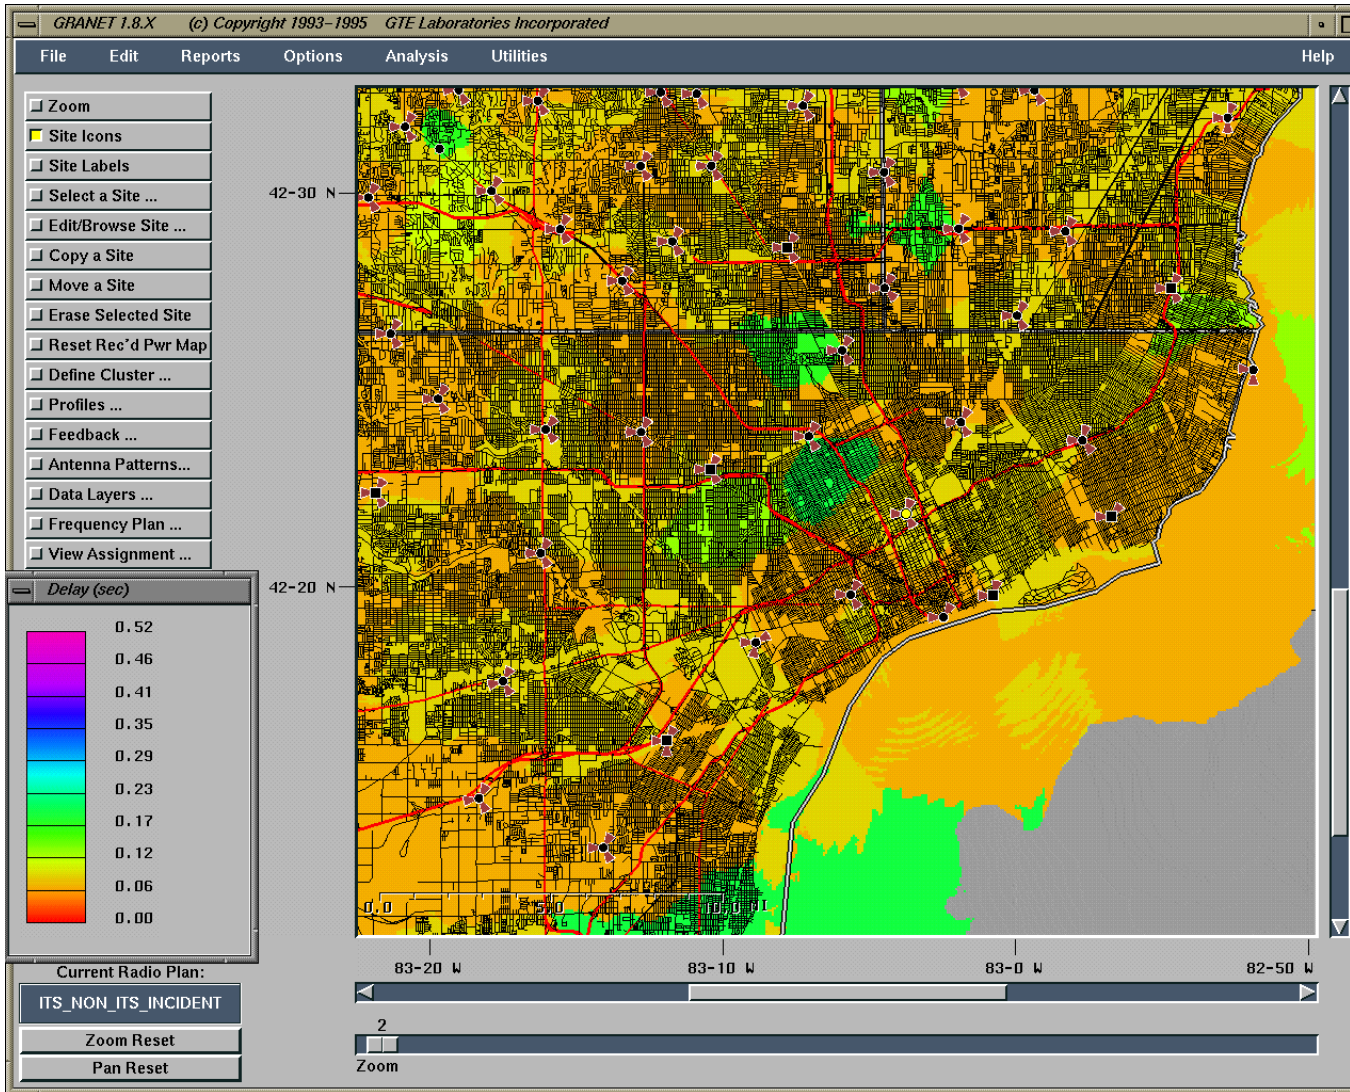 GRANET 1.8.X (c) Copyright 1993-1995 GTE Laboratories Incorporated
File Edit Reports Options Analysis Utilities Help
Zoom
Site Icons
Site Labels
Select a Site ...
Edit/Browse Site ...
Copy a Site
Move a Site
Erase Selected Site
Reset Rec'd Pwr Map
Define Cluster ...
Profiles ...
Feedback ...
Antenna Patterns...
Data Layers ...
Frequency Plan ...
View Assignment ...
Delay (sec)
0.52
0.46
0.41
0.35
0.29
0.23
0.17
0.12
0.06
0.00
Current Radio Plan:
ITS_NON_ITS_INCIDENT
Zoom Reset
Pan Reset
42-30 N
42-20 N
0.0 5.0 10.0 MI
83-20 W 83-10 W 83-0 W 82-50 W
2
Zoom